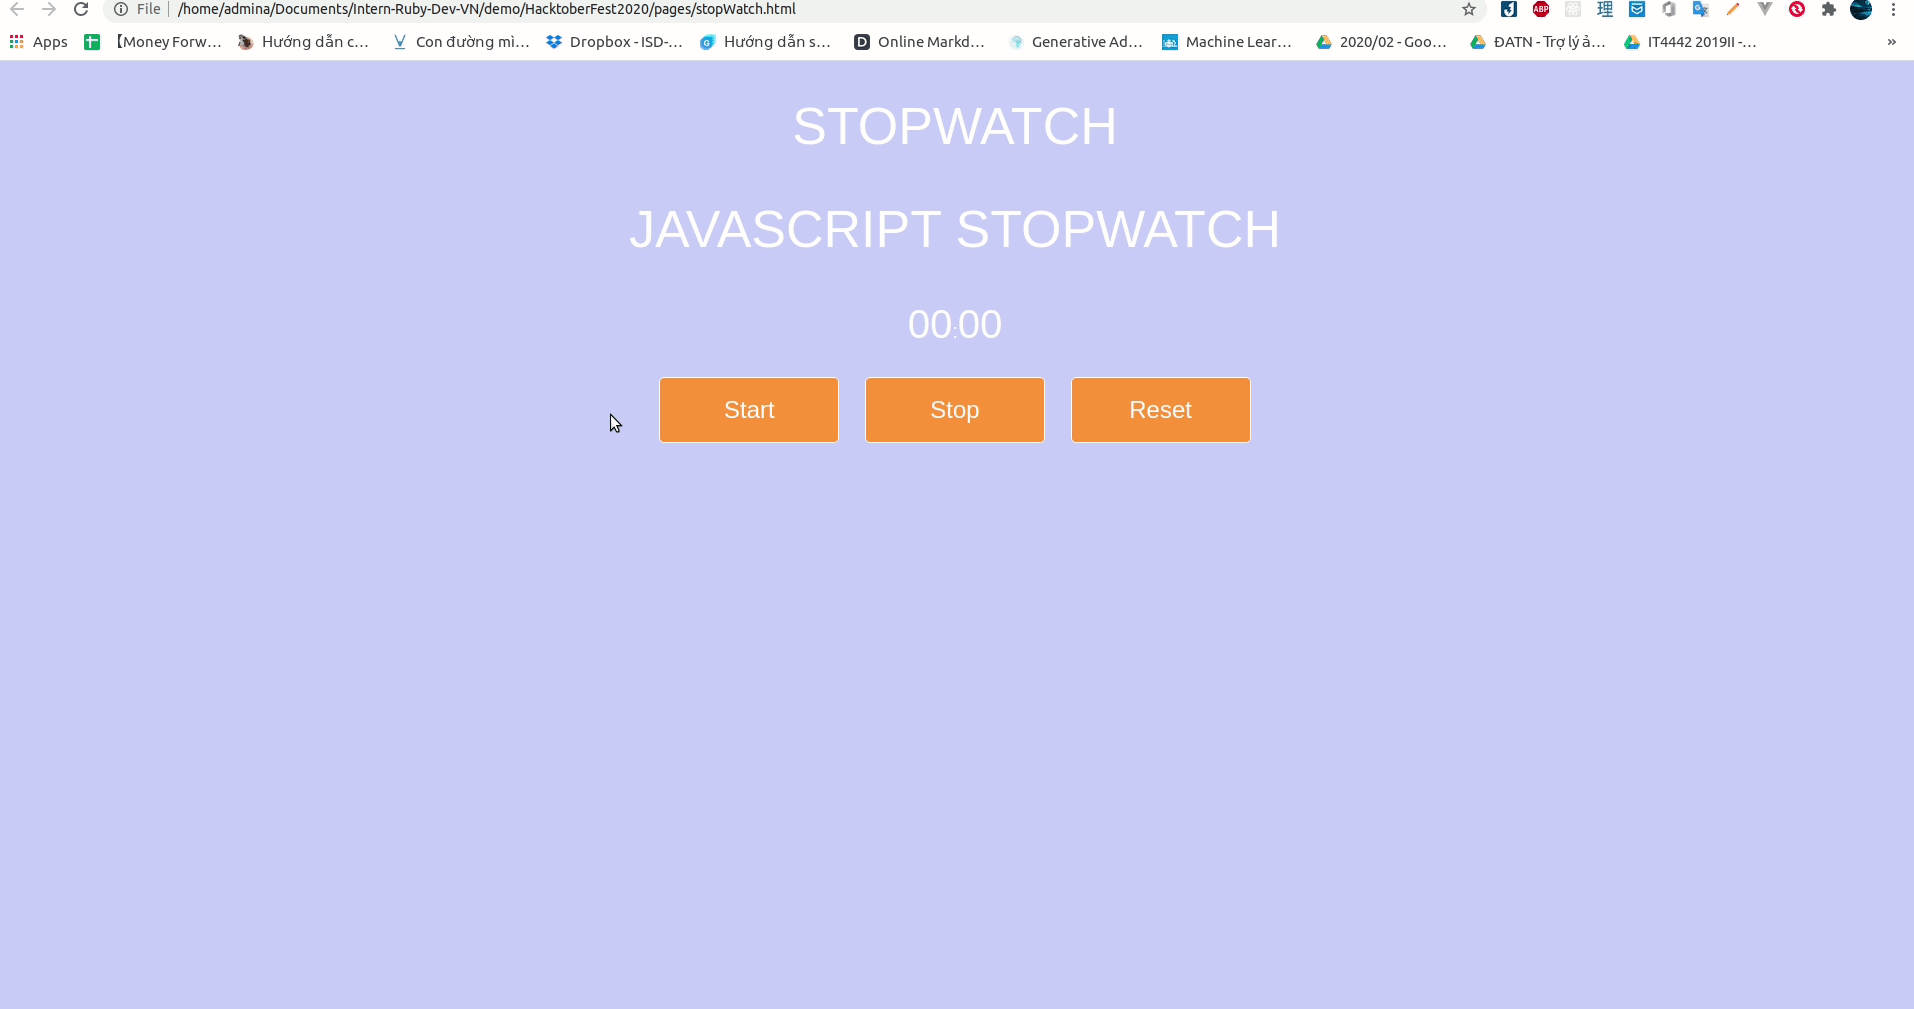 File /home/admina/Documents/Intern-Ruby-Dev-VN/demo/HacktoberFest2020/pages/stopWatch.html ABP 理
Apps 【Money Forw... Hướng dẫn c... Con đường mì... Dropbox - ISD-... Hướng dẫn s... D Online Markd... Generative Ad... Machine Lear... 2020/02 - Goo... ĐATN - Trợ lý ả... IT4442 2019II -... »
STOPWATCH
JAVASCRIPT STOPWATCH
00:00
Start Stop Reset